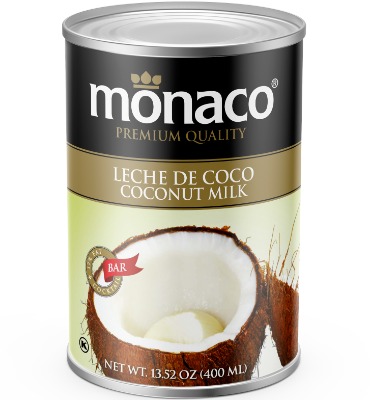 monaco®
PREMIUM QUALITY
LECHE DE COCO
COCONUT MILK
BAR
K
NET WT. 13.52 OZ (400 ML)